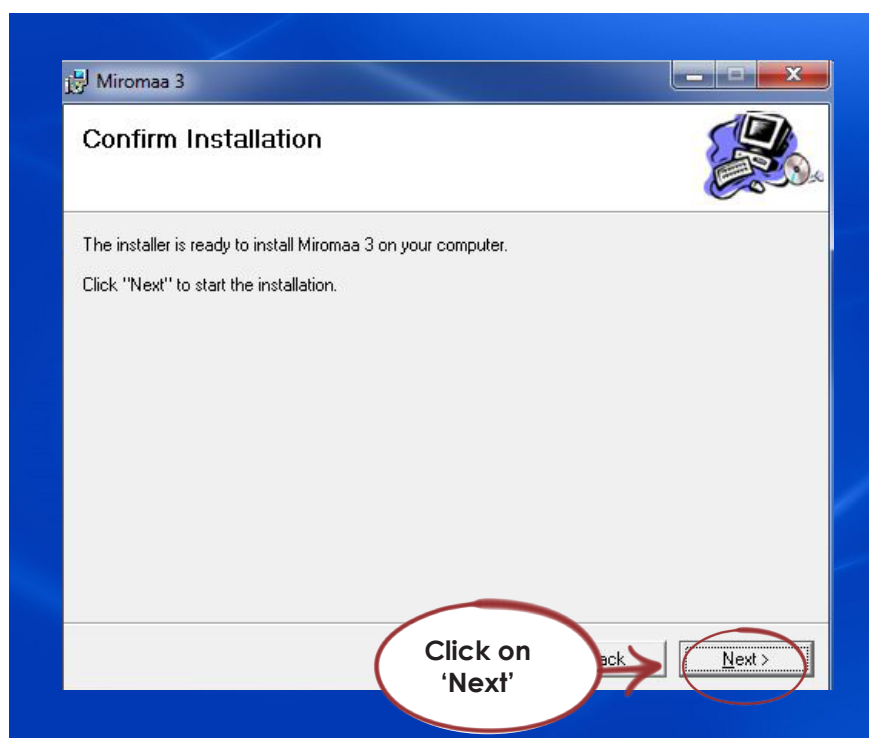 Miromaa 3
Confirm Installation
The installer is ready to install Miromaa 3 on your computer.
Click "Next" to start the installation.
Click on
‘Next’
ack
Next >